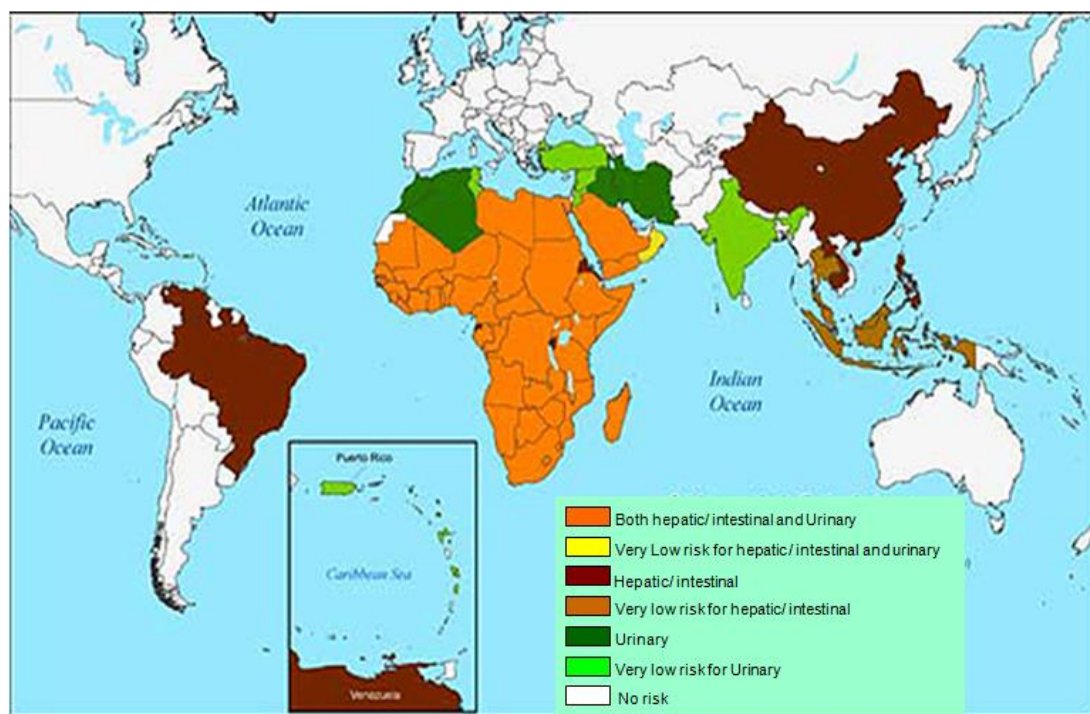 Atlantic
Ocean
Pacific
Ocean
Indian
Ocean
Puerto Rico
Caribbean Sea
Venezuela
Both hepatic/ intestinal and Urinary
Very Low risk for hepatic/ intestinal and urinary
Hepatic/ intestinal
Very low risk for hepatic/ intestinal
Urinary
Very low risk for Urinary
No risk